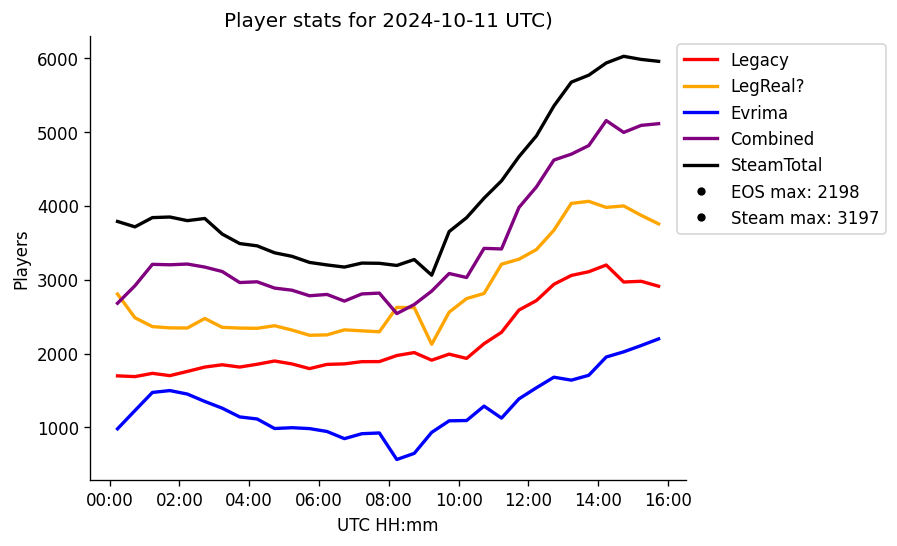 Player stats for 2024-10-11 UTC)
Legacy
LegReal?
Evrima
Combined
SteamTotal
EOS max: 2198
Steam max: 3197
Players
6000
5000
4000
3000
2000
1000
00:00 02:00 04:00 06:00 08:00 10:00 12:00 14:00 16:00
UTC HH:mm